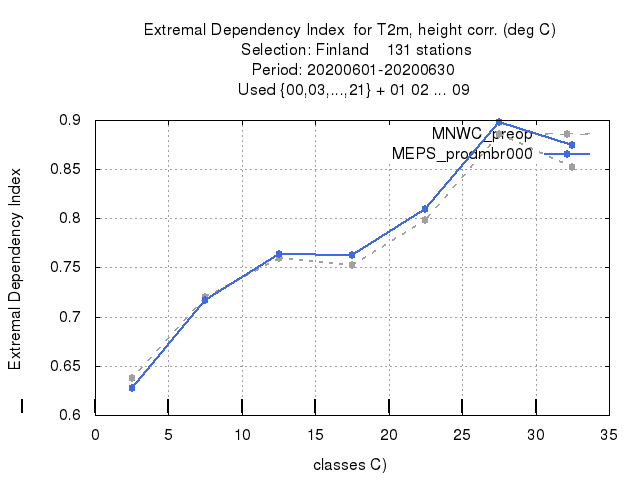 Extremal Dependency Index  for T2m, height corr. (deg C)
Selection: Finland    131 stations
Period: 20200601-20200630
Used {00,03,...,21} + 01 02 ... 09
Extremal Dependency Index
0.9
0.85
0.8
0.75
0.7
0.65
0.6
MNWC_preop
MEPS_prodmbr000
0 5 10 15 20 25 30 35
classes C)